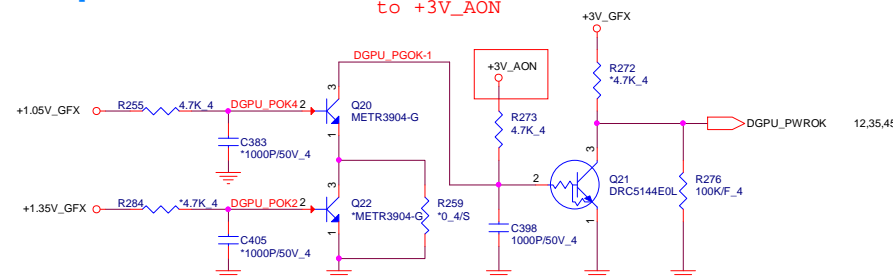 to +3V_AON
+3V_GFX
DGPU_PGOK-1
+3V_AON
R272
*4.7K_4
3
Q20
METR3904-G
+1.05V_GFX
R255
4.7K_4
DGPU_POK4
2
1
R273
4.7K_4
DGPU_PWROK
12,35,45
C383
*1000P/50V_4
3
2
3
Q21
DRC5144E0L
1
R276
100K/F_4
+1.35V_GFX
R284
*4.7K_4
DGPU_POK2
2
Q22
*METR3904-G
1
R259
*0_4/S
C398
1000P/50V_4
C405
*1000P/50V_4